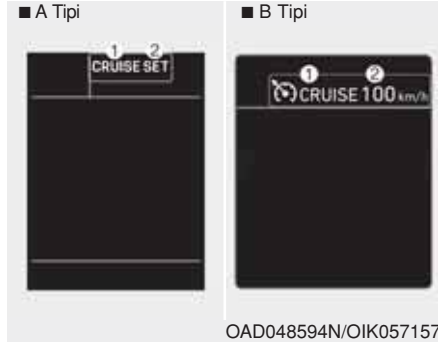 ■ A Tipi
1 2
CRUISE SET
■ B Tipi
1 2
CRUISE 100 km/h
OAD048594N/OIK057157